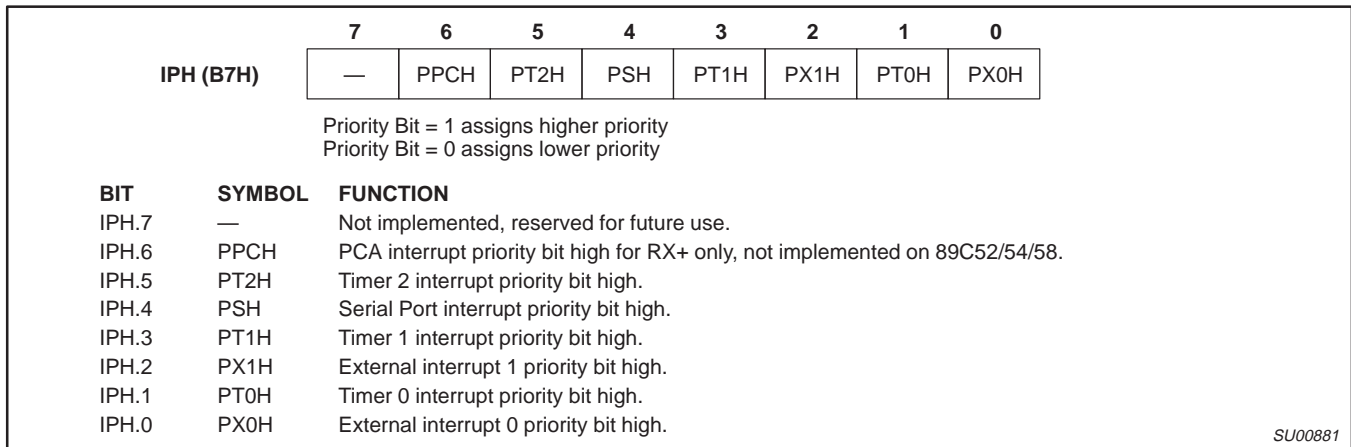 7 6 5 4 3 2 1 0
IPH (B7H) — PPCH PT2H PSH PT1H PX1H PT0H PX0H
Priority Bit = 1 assigns higher priority
Priority Bit = 0 assigns lower priority
BIT SYMBOL FUNCTION
IPH.7 — Not implemented, reserved for future use.
IPH.6 PPCH PCA interrupt priority bit high for RX+ only, not implemented on 89C52/54/58.
IPH.5 PT2H Timer 2 interrupt priority bit high.
IPH.4 PSH Serial Port interrupt priority bit high.
IPH.3 PT1H Timer 1 interrupt priority bit high.
IPH.2 PX1H External interrupt 1 priority bit high.
IPH.1 PT0H Timer 0 interrupt priority bit high.
IPH.0 PX0H External interrupt 0 priority bit high.
SU00881